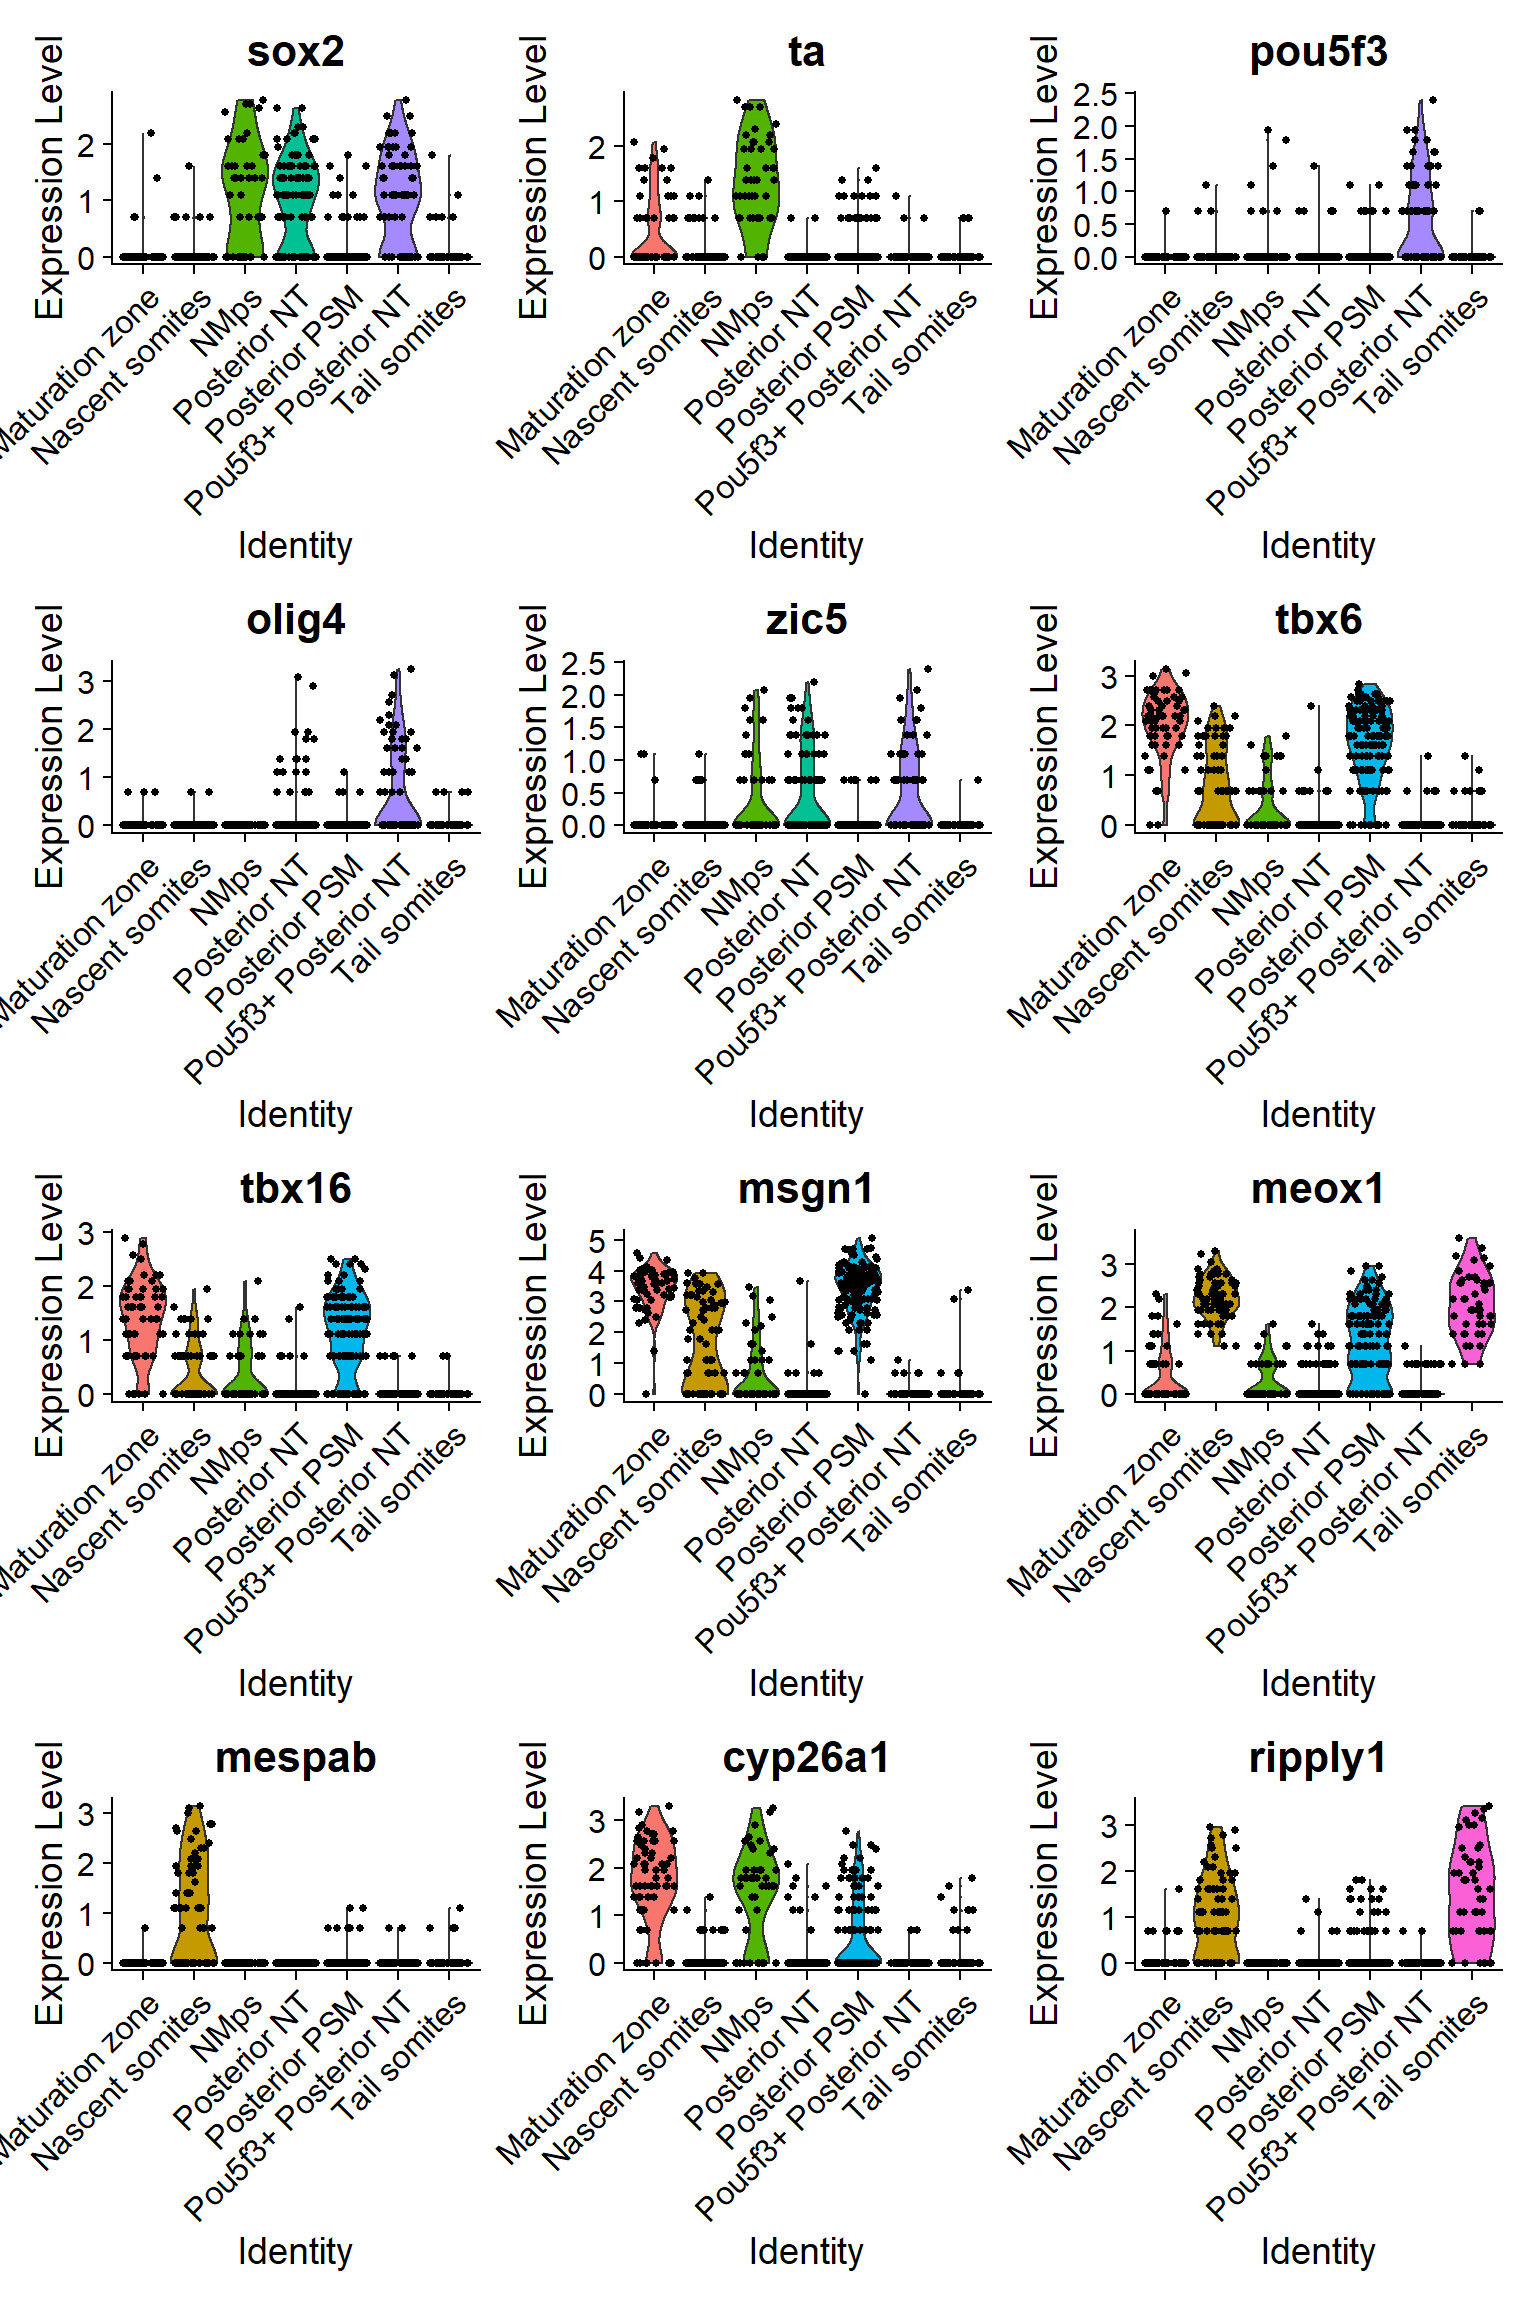 sox2
ta
pou5f3
Expression Level
2
1
0
Expression Level
2
1
0
Expression Level
2.5
2.0
1.5
1.0
0.5
0.0
Maturation zone
Nascent somites
NMps
Posterior NT
Posterior PSM
Pou5f3+ Posterior NT
Tail somites
Maturation zone
Nascent somites
NMps
Posterior NT
Posterior PSM
Pou5f3+ Posterior NT
Tail somites
Maturation zone
Nascent somites
NMps
Posterior NT
Posterior PSM
Pou5f3+ Posterior NT
Tail somites
Identity
Identity
Identity
olig4
zic5
tbx6
Expression Level
3
2
1
0
Expression Level
2.5
2.0
1.5
1.0
0.5
0.0
Expression Level
3
2
1
0
Maturation zone
Nascent somites
NMps
Posterior NT
Posterior PSM
Pou5f3+ Posterior NT
Tail somites
Maturation zone
Nascent somites
NMps
Posterior NT
Posterior PSM
Pou5f3+ Posterior NT
Tail somites
Maturation zone
Nascent somites
NMps
Posterior NT
Posterior PSM
Pou5f3+ Posterior NT
Tail somites
Identity
Identity
Identity
tbx16
msgn1
meox1
Expression Level
3
2
1
0
Expression Level
5
4
3
2
1
0
Expression Level
3
2
1
0
Maturation zone
Nascent somites
NMps
Posterior NT
Posterior PSM
Pou5f3+ Posterior NT
Tail somites
Maturation zone
Nascent somites
NMps
Posterior NT
Posterior PSM
Pou5f3+ Posterior NT
Tail somites
Maturation zone
Nascent somites
NMps
Posterior NT
Posterior PSM
Pou5f3+ Posterior NT
Tail somites
Identity
Identity
Identity
mespab
cyp26a1
ripply1
Expression Level
3
2
1
0
Expression Level
3
2
1
0
Expression Level
3
2
1
0
Maturation zone
Nascent somites
NMps
Posterior NT
Posterior PSM
Pou5f3+ Posterior NT
Tail somites
Maturation zone
Nascent somites
NMps
Posterior NT
Posterior PSM
Pou5f3+ Posterior NT
Tail somites
Maturation zone
Nascent somites
NMps
Posterior NT
Posterior PSM
Pou5f3+ Posterior NT
Tail somites
Identity
Identity
Identity